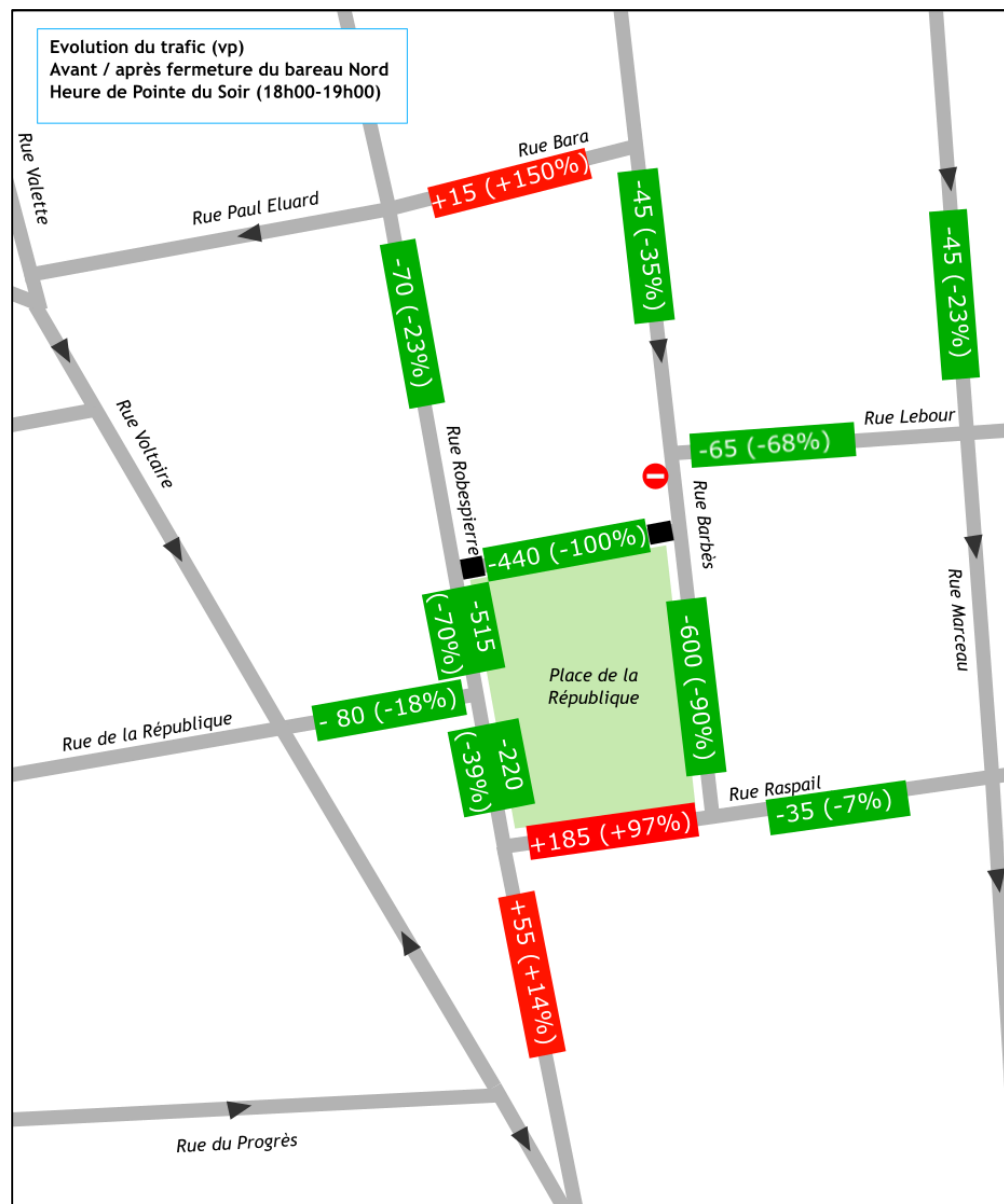 Evolution du trafic (vp)
Avant / après fermeture du bareau Nord
Heure de Pointe du Soir (18h00-19h00)
Rue Valette
Rue Bara
+15 (+150%)
Rue Paul Eluard
-45 (-35%)
-45 (-23%)
-70 (-23%)
Rue Voltaire
Rue Lebour
-65 (-68%)
Rue Robespierre
Rue Barbès
-440 (-100%)
Rue Marceau
-515
(-70%)
-600 (-90%)
Place de la
République
Rue de la République
- 80 (-18%)
-220
(-39%)
Rue Raspail
-35 (-7%)
+185 (+97%)
+55 (+14%)
Rue du Progrès